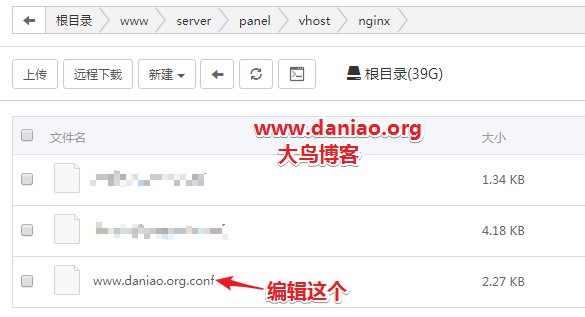 根目录 www server panel vhost nginx
上传 远程下载 新建 根目录(39G)
www.daniao.org
大鸟博客
文件名 大小
1.34 KB
4.18 KB
www.daniao.org.conf 2.27 KB
编辑这个